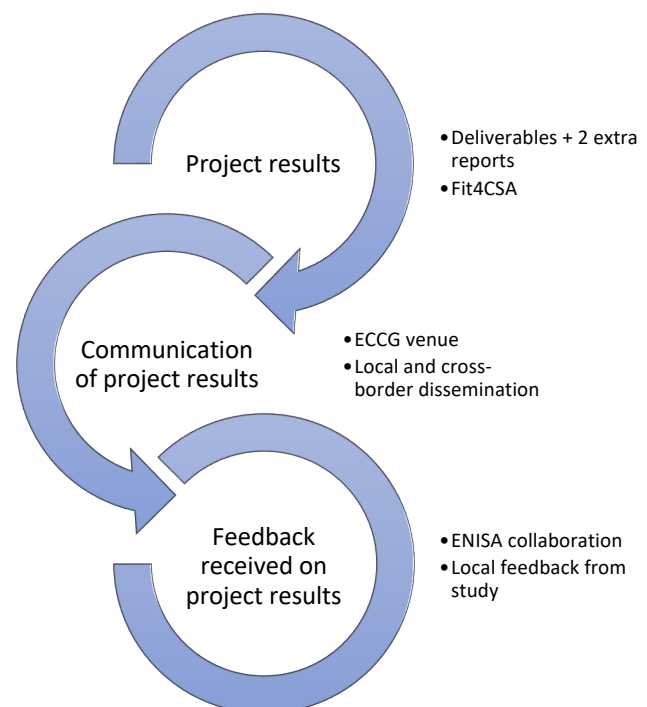 Project results
•Deliverables + 2 extra
reports
•Fit4CSA
Communication
of project results
•ECCG venue
•Local and cross-
border dissemination
Feedback
received on
project results
•ENISA collaboration
•Local feedback from
study